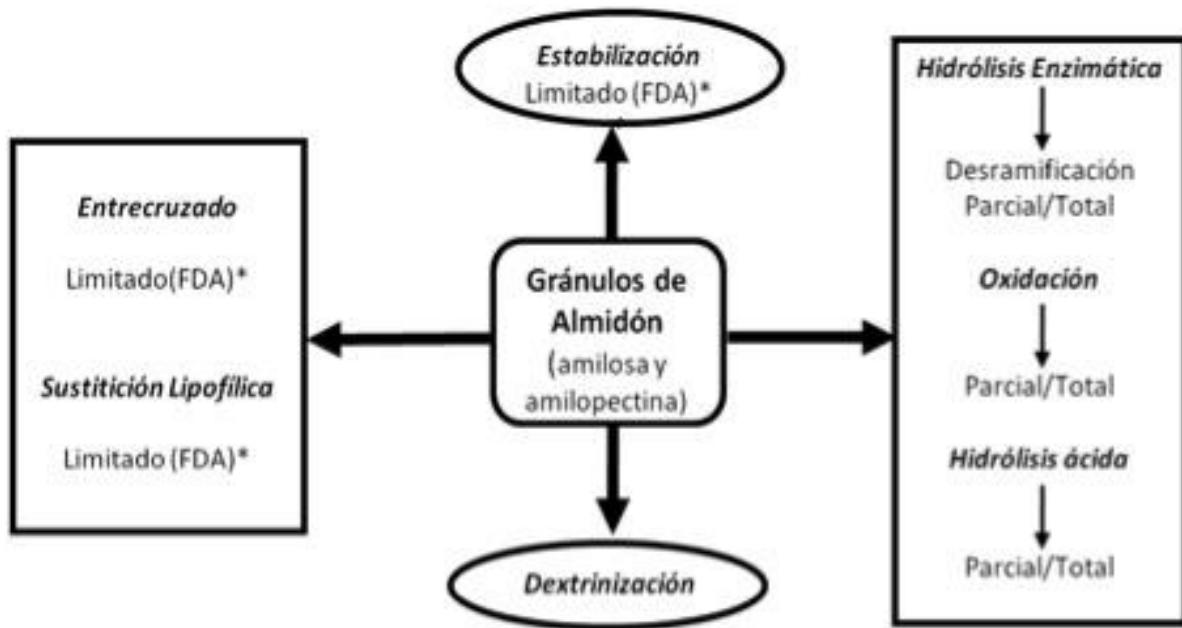 Estabilización
Limitado (FDA)*
Entrecruzado
Limitado(FDA)*
Sustitición Lipofílica
Limitado (FDA)*
Gránulos de
Almidón
(amilosa y
amilopectina)
Dextrinización
Hidrólisis Enzimática
Desramificación
Parcial/Total
Oxidación
Parcial/Total
Hidrólisis ácida
Parcial/Total